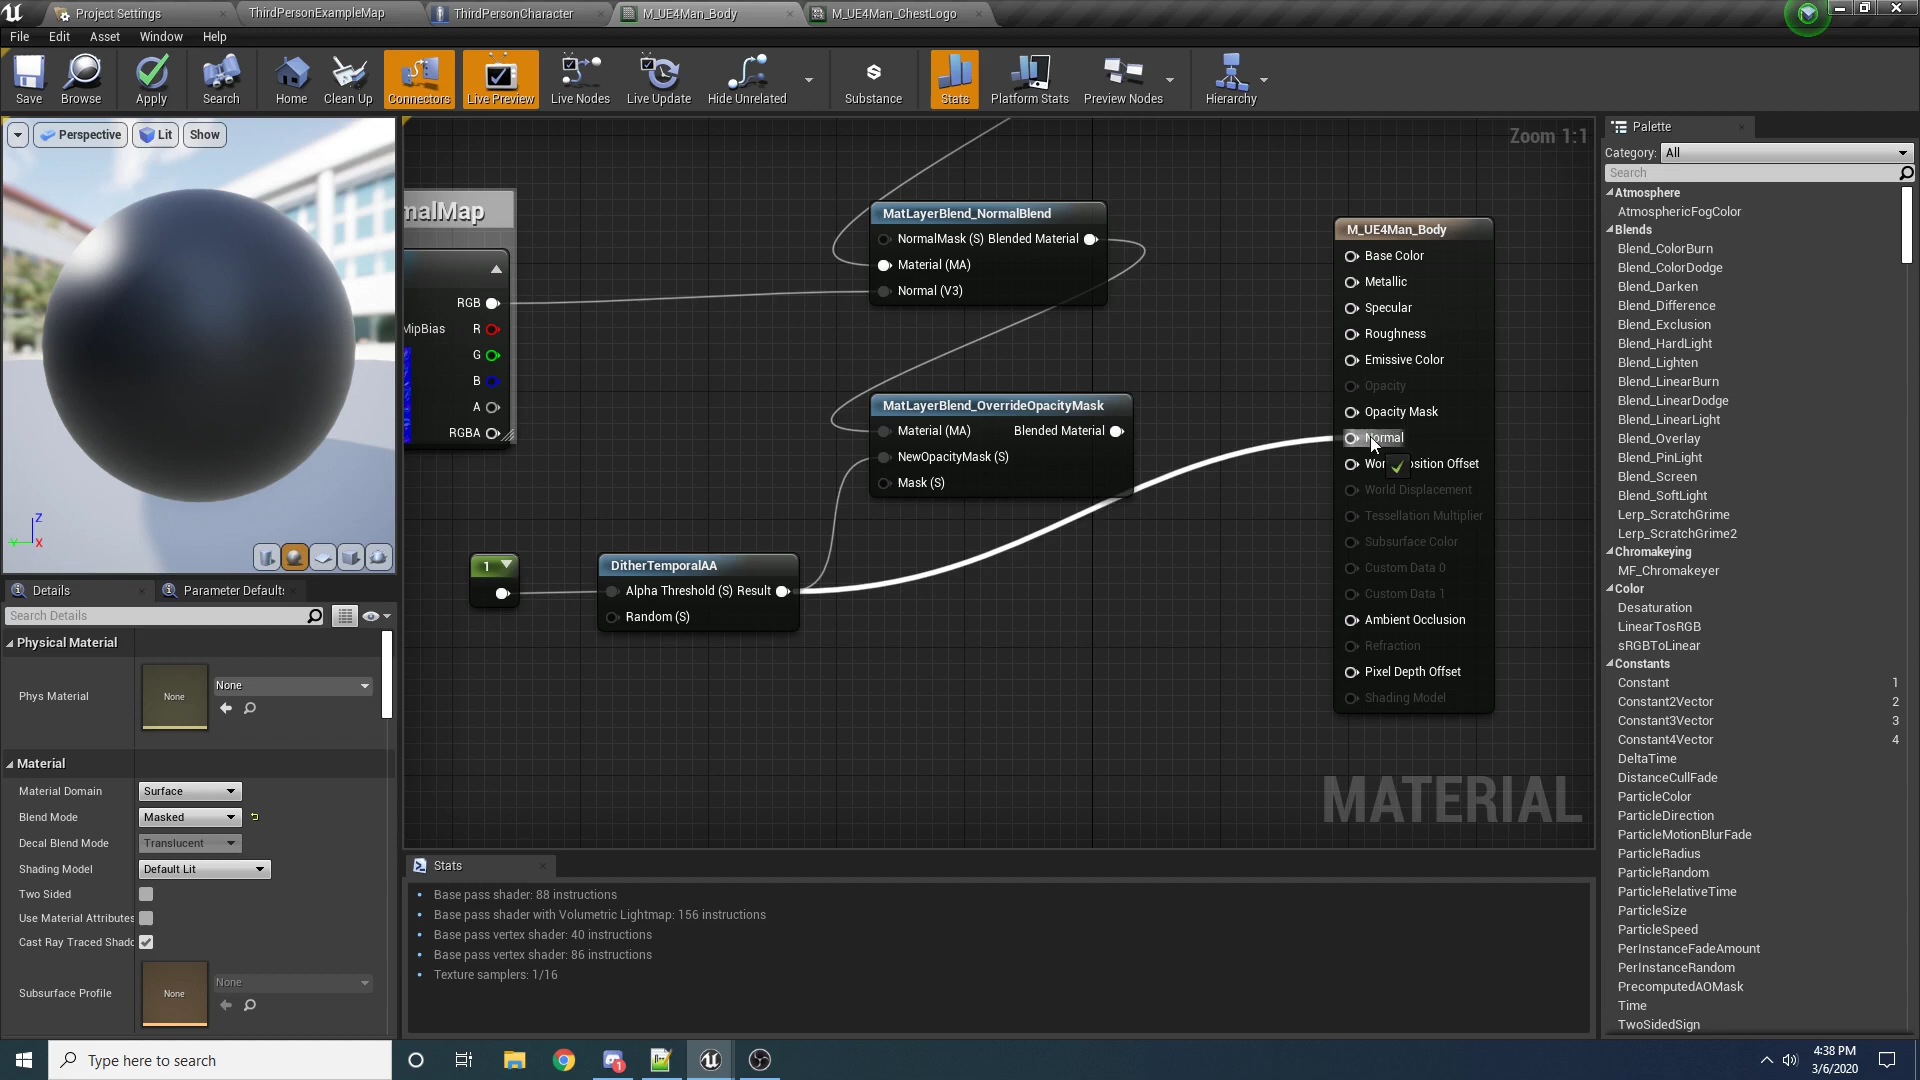 Project Settings
ThirdPersonExampleMap
ThirdPersonCharacter
M_UE4Man_Body
M_UE4Man_ChestLogo
File Edit Asset Window Help
Save Browse Apply Search Home Clean Up Connectors Live Preview Live Nodes Live Update Hide Unrelated Substance Stats Platform Stats Preview Nodes Hierarchy
Perspective Lit Show
Z
Y
X
Details
Parameter Default
Search Details
Physical Material
Phys Material
None
None
Material
Material Domain Surface
Blend Mode Masked
Decal Blend Mode Translucent
Shading Model Default Lit
Two Sided
Use Material Attributes
Cast Ray Traced Shado
Subsurface Profile
None
None
Zoom 1:1
malMap
RGB
MipBias R
G
B
A
RGBA
MatLayerBlend_NormalBlend
NormalMask (S) Blended Material
Material (MA)
Normal (V3)
MatLayerBlend_OverrideOpacityMask
Material (MA) Blended Material
NewOpacityMask (S)
Mask (S)
1
DitherTemporalAA
Alpha Threshold (S) Result
Random (S)
M_UE4Man_Body
Base Color
Metallic
Specular
Roughness
Emissive Color
Opacity
Opacity Mask
Normal
World Position Offset
World Displacement
Tessellation Multiplier
Subsurface Color
Custom Data 0
Custom Data 1
Ambient Occlusion
Refraction
Pixel Depth Offset
Shading Model
MATERIAL
Stats
Base pass shader: 88 instructions
Base pass shader with Volumetric Lightmap: 156 instructions
Base pass vertex shader: 40 instructions
Base pass vertex shader: 86 instructions
Texture samplers: 1/16
Palette
Category: All
Search
Atmosphere
AtmosphericFogColor
Blends
Blend_ColorBurn
Blend_ColorDodge
Blend_Darken
Blend_Difference
Blend_Exclusion
Blend_HardLight
Blend_Lighten
Blend_LinearBurn
Blend_LinearDodge
Blend_LinearLight
Blend_Overlay
Blend_PinLight
Blend_Screen
Blend_SoftLight
Lerp_ScratchGrime
Lerp_ScratchGrime2
Chromakeying
MF_Chromakeyer
Color
Desaturation
LinearTosRGB
sRGBToLinear
Constants
Constant 1
Constant2Vector 2
Constant3Vector 3
Constant4Vector 4
DeltaTime
DistanceCullFade
ParticleColor
ParticleDirection
ParticleMotionBlurFade
ParticleRadius
ParticleRandom
ParticleRelativeTime
ParticleSize
ParticleSpeed
PerInstanceFadeAmount
PerInstanceRandom
PrecomputedAOMask
Time
TwoSidedSign
Type here to search
1
4:38 PM
3/6/2020